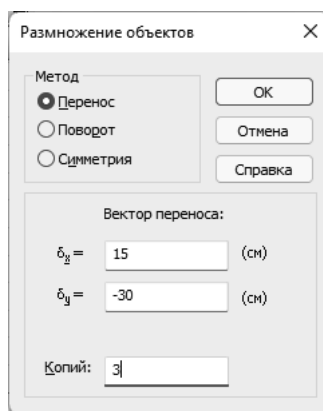 Размножение объектов
Метод
Перенос
Поворот
Симметрия
OK
Отмена
Справка
Вектор переноса:
δx = 15 (см)
δy = -30 (см)
Копий: 3